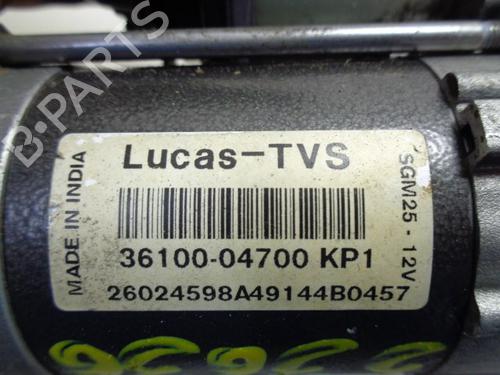 Lucas-TVS
MADE IN INDIA
SGM25 - 12V
36100-04700 KP1
26024598A49144B0457
B-PARTS